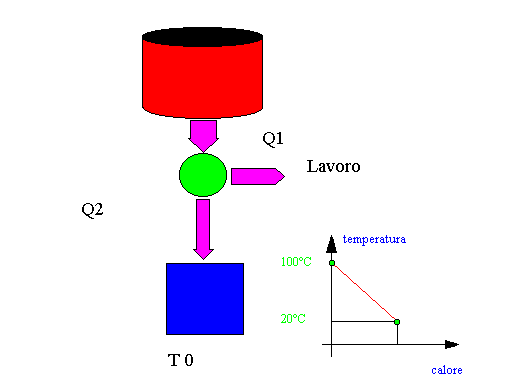 Q1
Lavoro
Q2
temperatura
100°C
20°C
T 0
calore